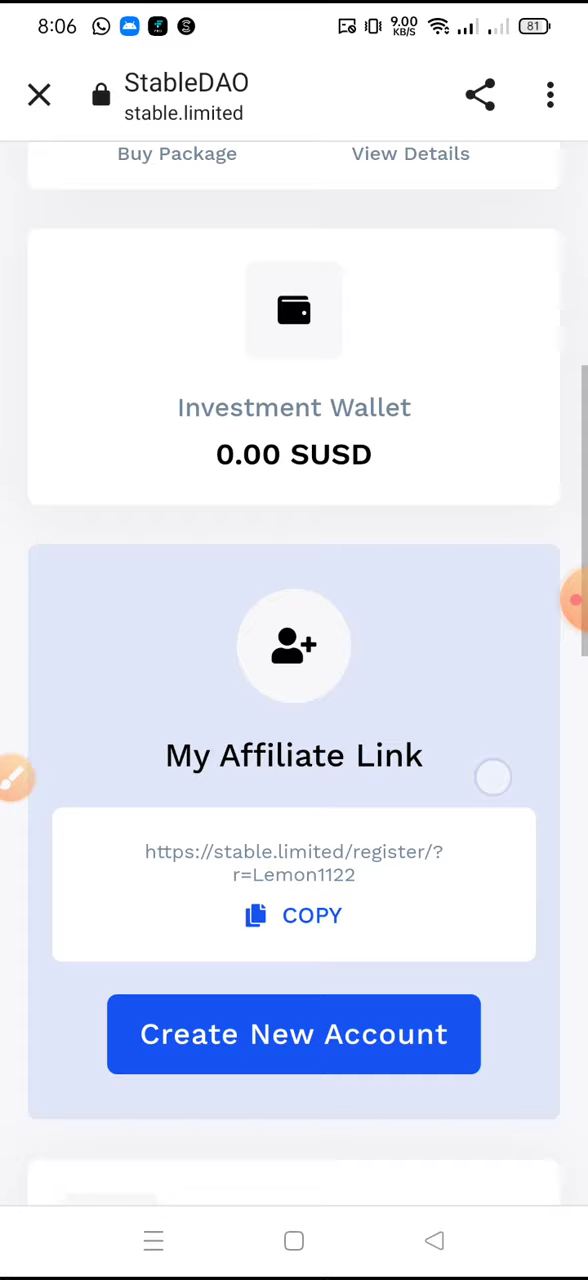 8:06
9.00
KB/S
81
StableDAO
stable.limited
Buy Package
View Details
Investment Wallet
0.00 SUSD
My Affiliate Link
https://stable.limited/register/?
r=Lemon1122
COPY
Create New Account